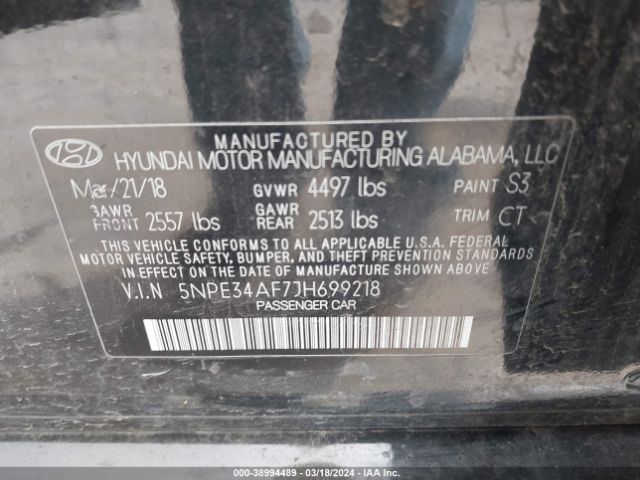 MANUFACTURED BY
HYUNDAI MOTOR MANUFACTURING ALABAMA, LLC
Mar/21/18 GVWR 4497 lbs PAINT S3
GAWR FRONT 2557 lbs GAWR REAR 2513 lbs TRIM CT
THIS VEHICLE CONFORMS TO ALL APPLICABLE U.S.A. FEDERAL
MOTOR VEHICLE SAFETY, BUMPER, AND THEFT PREVENTION STANDARDS
IN EFFECT ON THE DATE OF MANUFACTURE SHOWN ABOVE.
V.I.N 5NPE34AF7JH699218
PASSENGER CAR
000-38994489 - 03/18/2024 - IAA Inc.